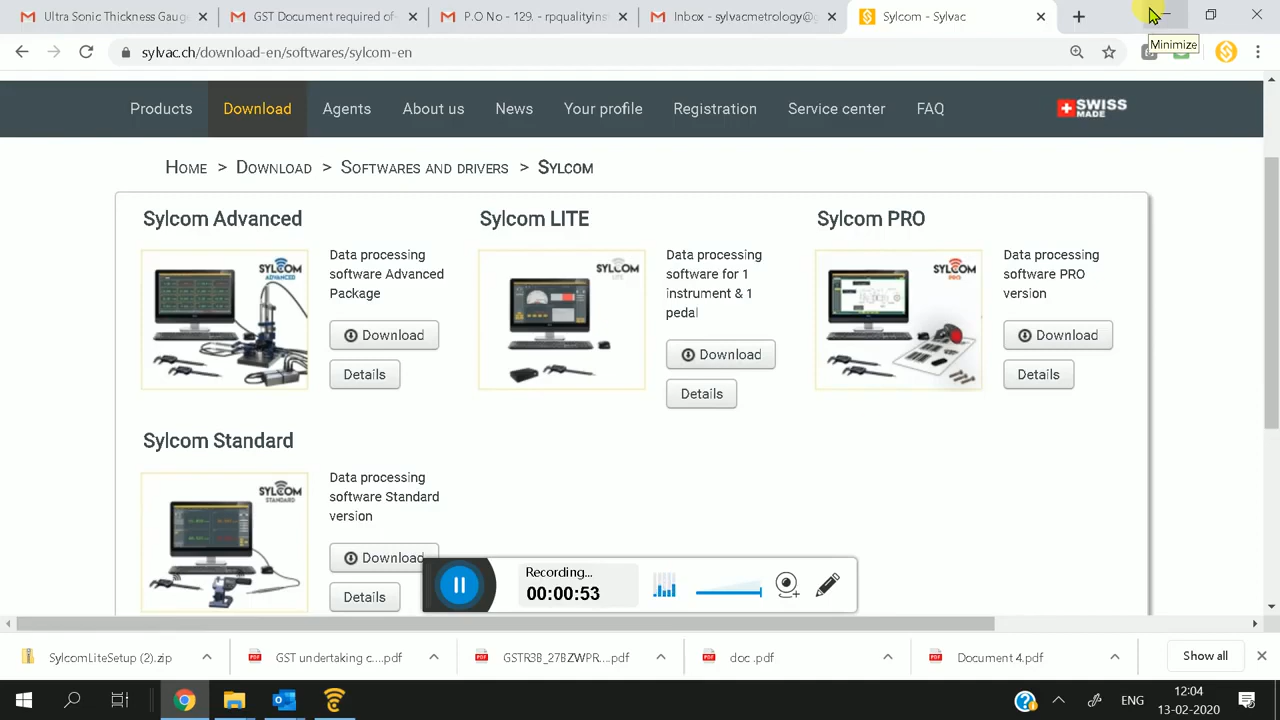 Ultra Sonic Thickness Gaug
GST Document required of
P.O No - 129. - rpqualityins
Inbox - sylvacmetrology@g
Sylcom - Sylvac
Minimize
sylvac.ch/download-en/softwares/sylcom-en
Products
Download
Agents
About us
News
Your profile
Registration
Service center
FAQ
SWISS
MADE
Home > Download > Softwares and drivers > Sylcom
Sylcom Advanced
SYLCOM
ADVANCED
Data processing
software Advanced
Package
Download
Details
Sylcom LITE
SYLCOM
LITE
Data processing
software for 1
instrument & 1
pedal
Download
Details
Sylcom PRO
SYLCOM
PRO
Data processing
software PRO
version
Download
Details
Sylcom Standard
SYLCOM
STANDARD
Data processing
software Standard
version
Download
Details
Recording...
00:00:53
SylcomLiteSetup (2).zip
GST undertaking c....pdf
GSTR3B_27BZWPR....pdf
doc .pdf
Document 4.pdf
Show all
ENG
12:04
13-02-2020